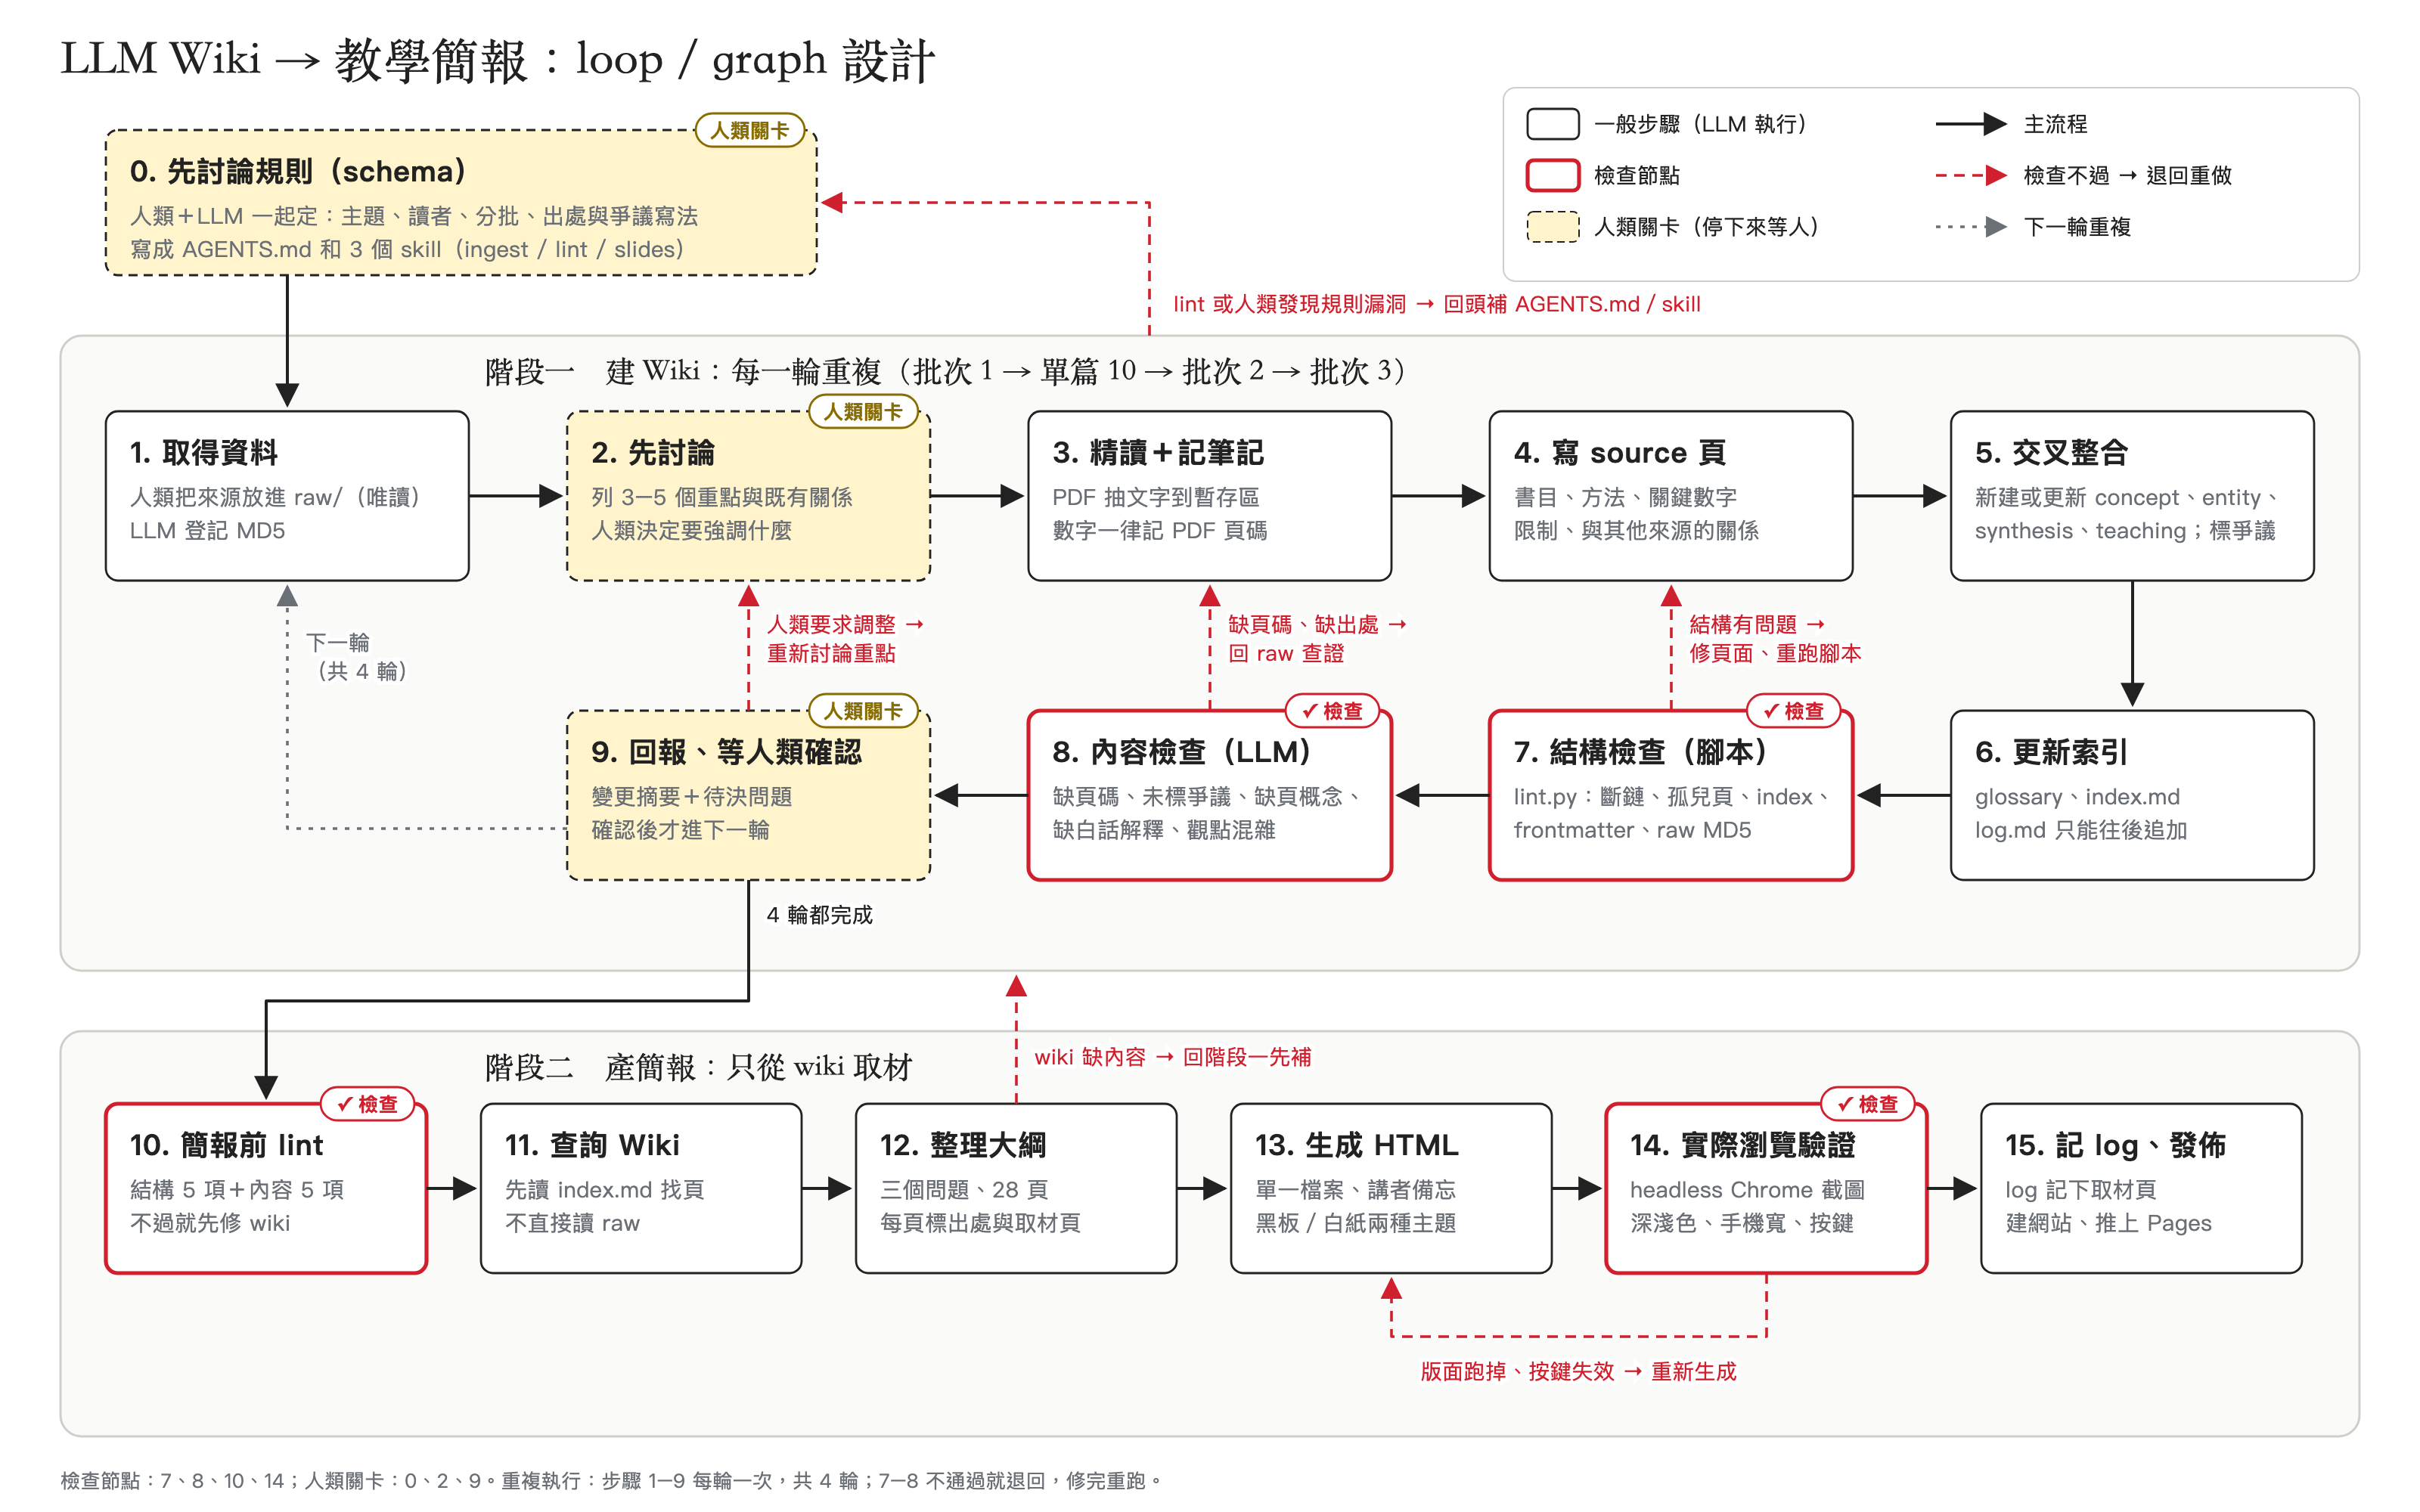 LLM Wiki → 教學簡報：loop / graph 設計
一般步驟（LLM 執行）
主流程
檢查節點
檢查不過 → 退回重做
人類關卡（停下來等人）
下一輪重複
人類關卡
0. 先討論規則（schema）
人類＋LLM 一起定：主題、讀者、分批、出處與爭議寫法
寫成 AGENTS.md 和 3 個 skill（ingest / lint / slides）
lint 或人類發現規則漏洞 → 回頭補 AGENTS.md / skill
階段一　建 Wiki：每一輪重複（批次 1 → 單篇 10 → 批次 2 → 批次 3）
1. 取得資料
人類把來源放進 raw/（唯讀）
LLM 登記 MD5
人類關卡
2. 先討論
列 3–5 個重點與既有關係
人類決定要強調什麼
3. 精讀＋記筆記
PDF 抽文字到暫存區
數字一律記 PDF 頁碼
4. 寫 source 頁
書目、方法、關鍵數字
限制、與其他來源的關係
5. 交叉整合
新建或更新 concept、entity、
synthesis、teaching；標爭議
下一輪
（共 4 輪）
人類要求調整 →
重新討論重點
缺頁碼、缺出處 →
回 raw 查證
結構有問題 →
修頁面、重跑腳本
人類關卡
9. 回報、等人類確認
變更摘要＋待決問題
確認後才進下一輪
✓ 檢查
8. 內容檢查（LLM）
缺頁碼、未標爭議、缺頁概念、
缺白話解釋、觀點混雜
✓ 檢查
7. 結構檢查（腳本）
lint.py：斷鏈、孤兒頁、index、
frontmatter、raw MD5
6. 更新索引
glossary、index.md
log.md 只能往後追加
4 輪都完成
階段二　產簡報：只從 wiki 取材
wiki 缺內容 → 回階段一先補
✓ 檢查
10. 簡報前 lint
結構 5 項＋內容 5 項
不過就先修 wiki
11. 查詢 Wiki
先讀 index.md 找頁
不直接讀 raw
12. 整理大綱
三個問題、28 頁
每頁標出處與取材頁
13. 生成 HTML
單一檔案、講者備忘
黑板 / 白紙兩種主題
✓ 檢查
14. 實際瀏覽驗證
headless Chrome 截圖
深淺色、手機寬、按鍵
15. 記 log、發佈
log 記下取材頁
建網站、推上 Pages
版面跑掉、按鍵失效 → 重新生成
檢查節點：7、8、10、14；人類關卡：0、2、9。重複執行：步驟 1–9 每輪一次，共 4 輪；7–8 不通過就退回，修完重跑。